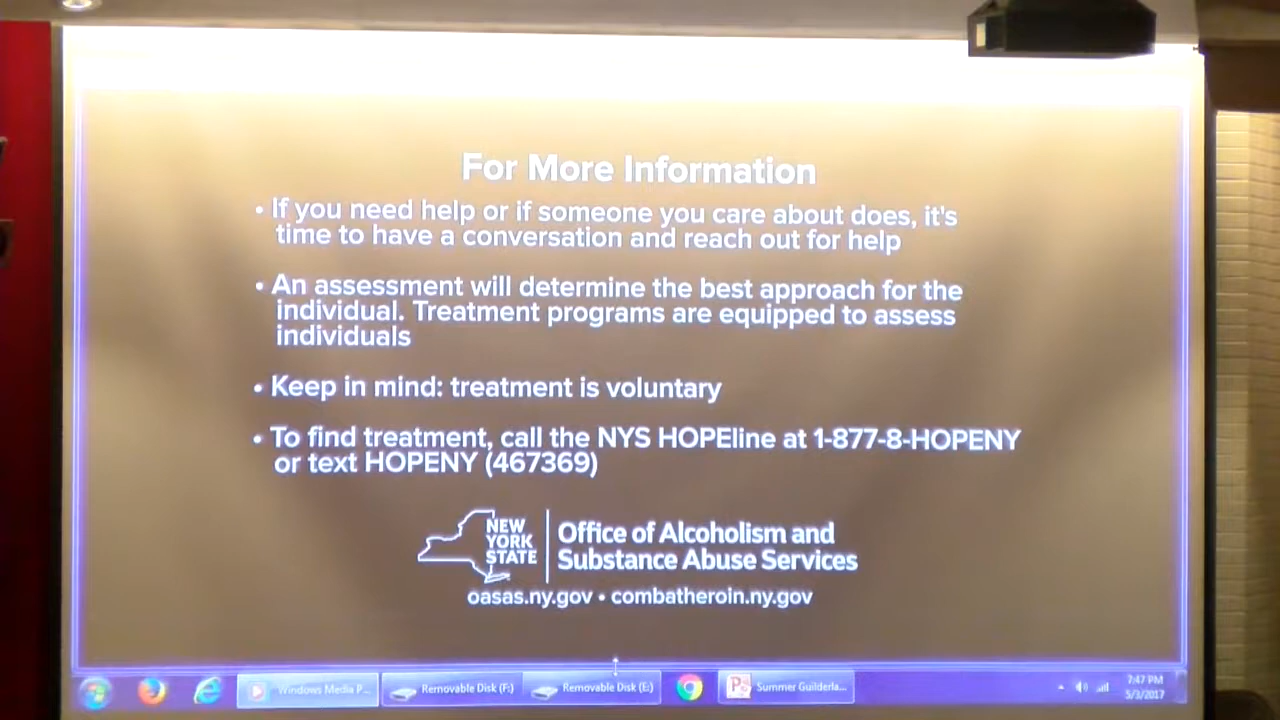 For More Information
• If you need help or if someone you care about does, it's
time to have a conversation and reach out for help
• An assessment will determine the best approach for the
individual. Treatment programs are equipped to assess
individuals
• Keep in mind: treatment is voluntary
• To find treatment, call the NYS HOPEline at 1-877-8-HOPENY
or text HOPENY (467369)
NEW
YORK
STATE
Office of Alcoholism and
Substance Abuse Services
oasas.ny.gov • combatheroin.ny.gov
Windows Media P... Removable Disk (F:) Removable Disk (E:) Summer Guilderla... 7:47 PM
5/3/2017